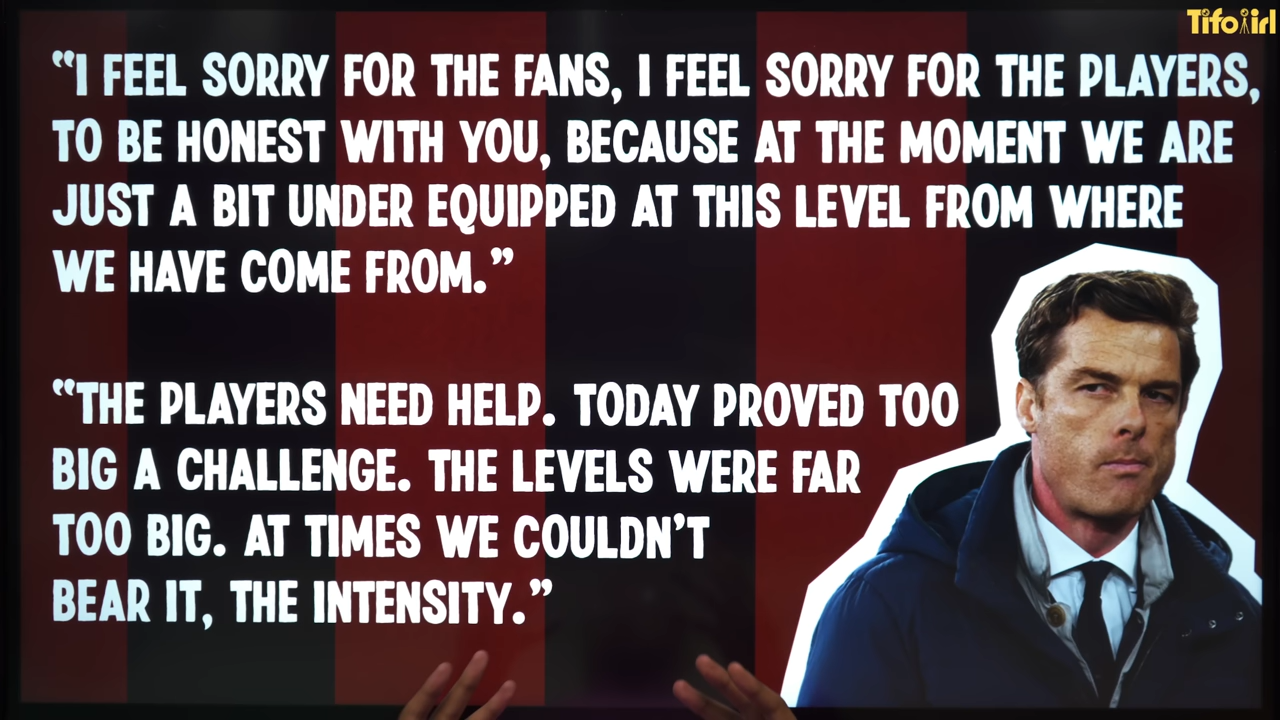 Tifo irl
“I FEEL SORRY FOR THE FANS, I FEEL SORRY FOR THE PLAYERS,
TO BE HONEST WITH YOU, BECAUSE AT THE MOMENT WE ARE
JUST A BIT UNDER EQUIPPED AT THIS LEVEL FROM WHERE
WE HAVE COME FROM.”
“THE PLAYERS NEED HELP. TODAY PROVED TOO
BIG A CHALLENGE. THE LEVELS WERE FAR
TOO BIG. AT TIMES WE COULDN’T
BEAR IT, THE INTENSITY.”